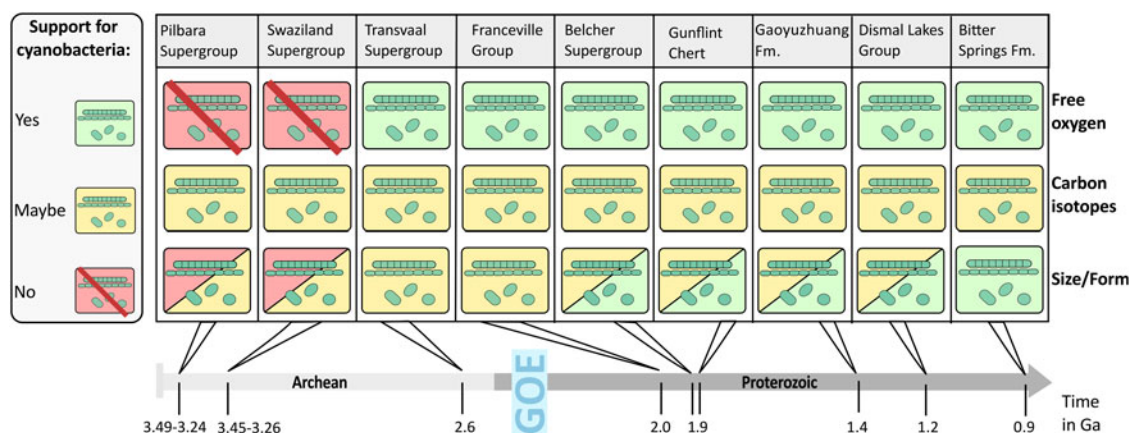 Support for
cyanobacteria:
Yes
Maybe
No
Pilbara
Supergroup
Swaziland
Supergroup
Transvaal
Supergroup
Franceville
Group
Belcher
Supergroup
Gunflint
Chert
Gaoyuzhuang
Fm.
Dismal Lakes
Group
Bitter
Springs Fm.
Free
oxygen
Carbon
isotopes
Size/Form
Archean
GOE
Proterozoic
3.49-3.24
3.45-3.26
2.6
2.0
1.9
1.4
1.2
0.9
Time
in Ga